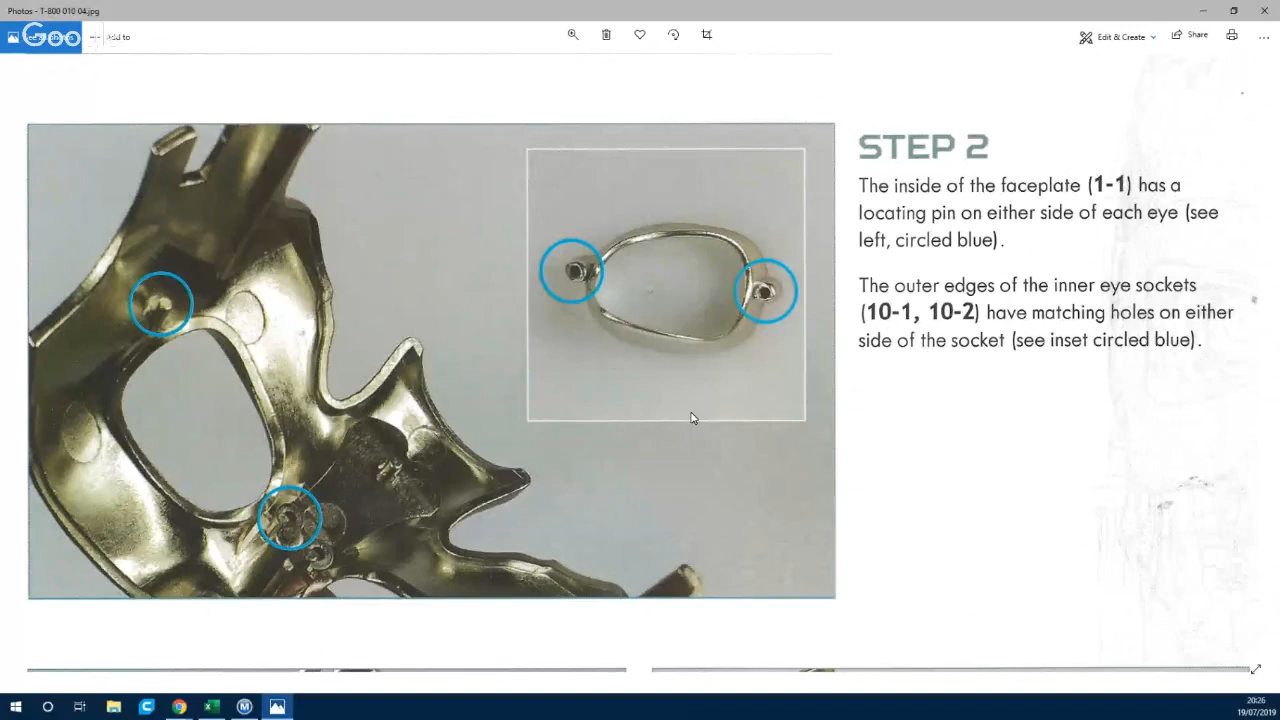 Photos - T-800 010 04.jpg
Goo
Add to
Edit & Create
Share
STEP 2
The inside of the faceplate (1-1) has a
locating pin on either side of each eye (see
left, circled blue).
The outer edges of the inner eye sockets
(10-1, 10-2) have matching holes on either
side of the socket (see inset circled blue).
20:26
19/07/2019